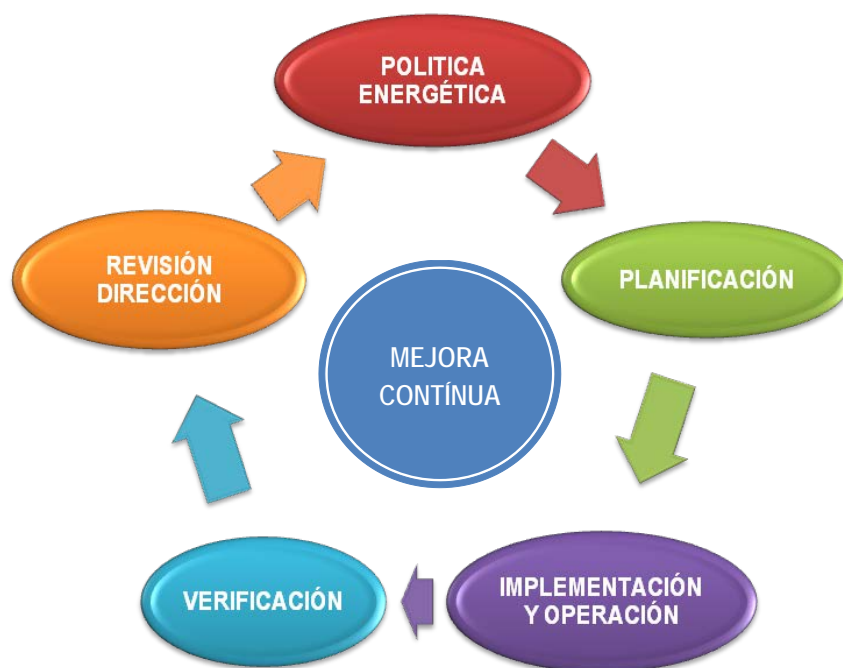 POLITICA
ENERGÉTICA
PLANIFICACIÓN
IMPLEMENTACIÓN
Y OPERACIÓN
VERIFICACIÓN
REVISIÓN
DIRECCIÓN
MEJORA
CONTÍNUA